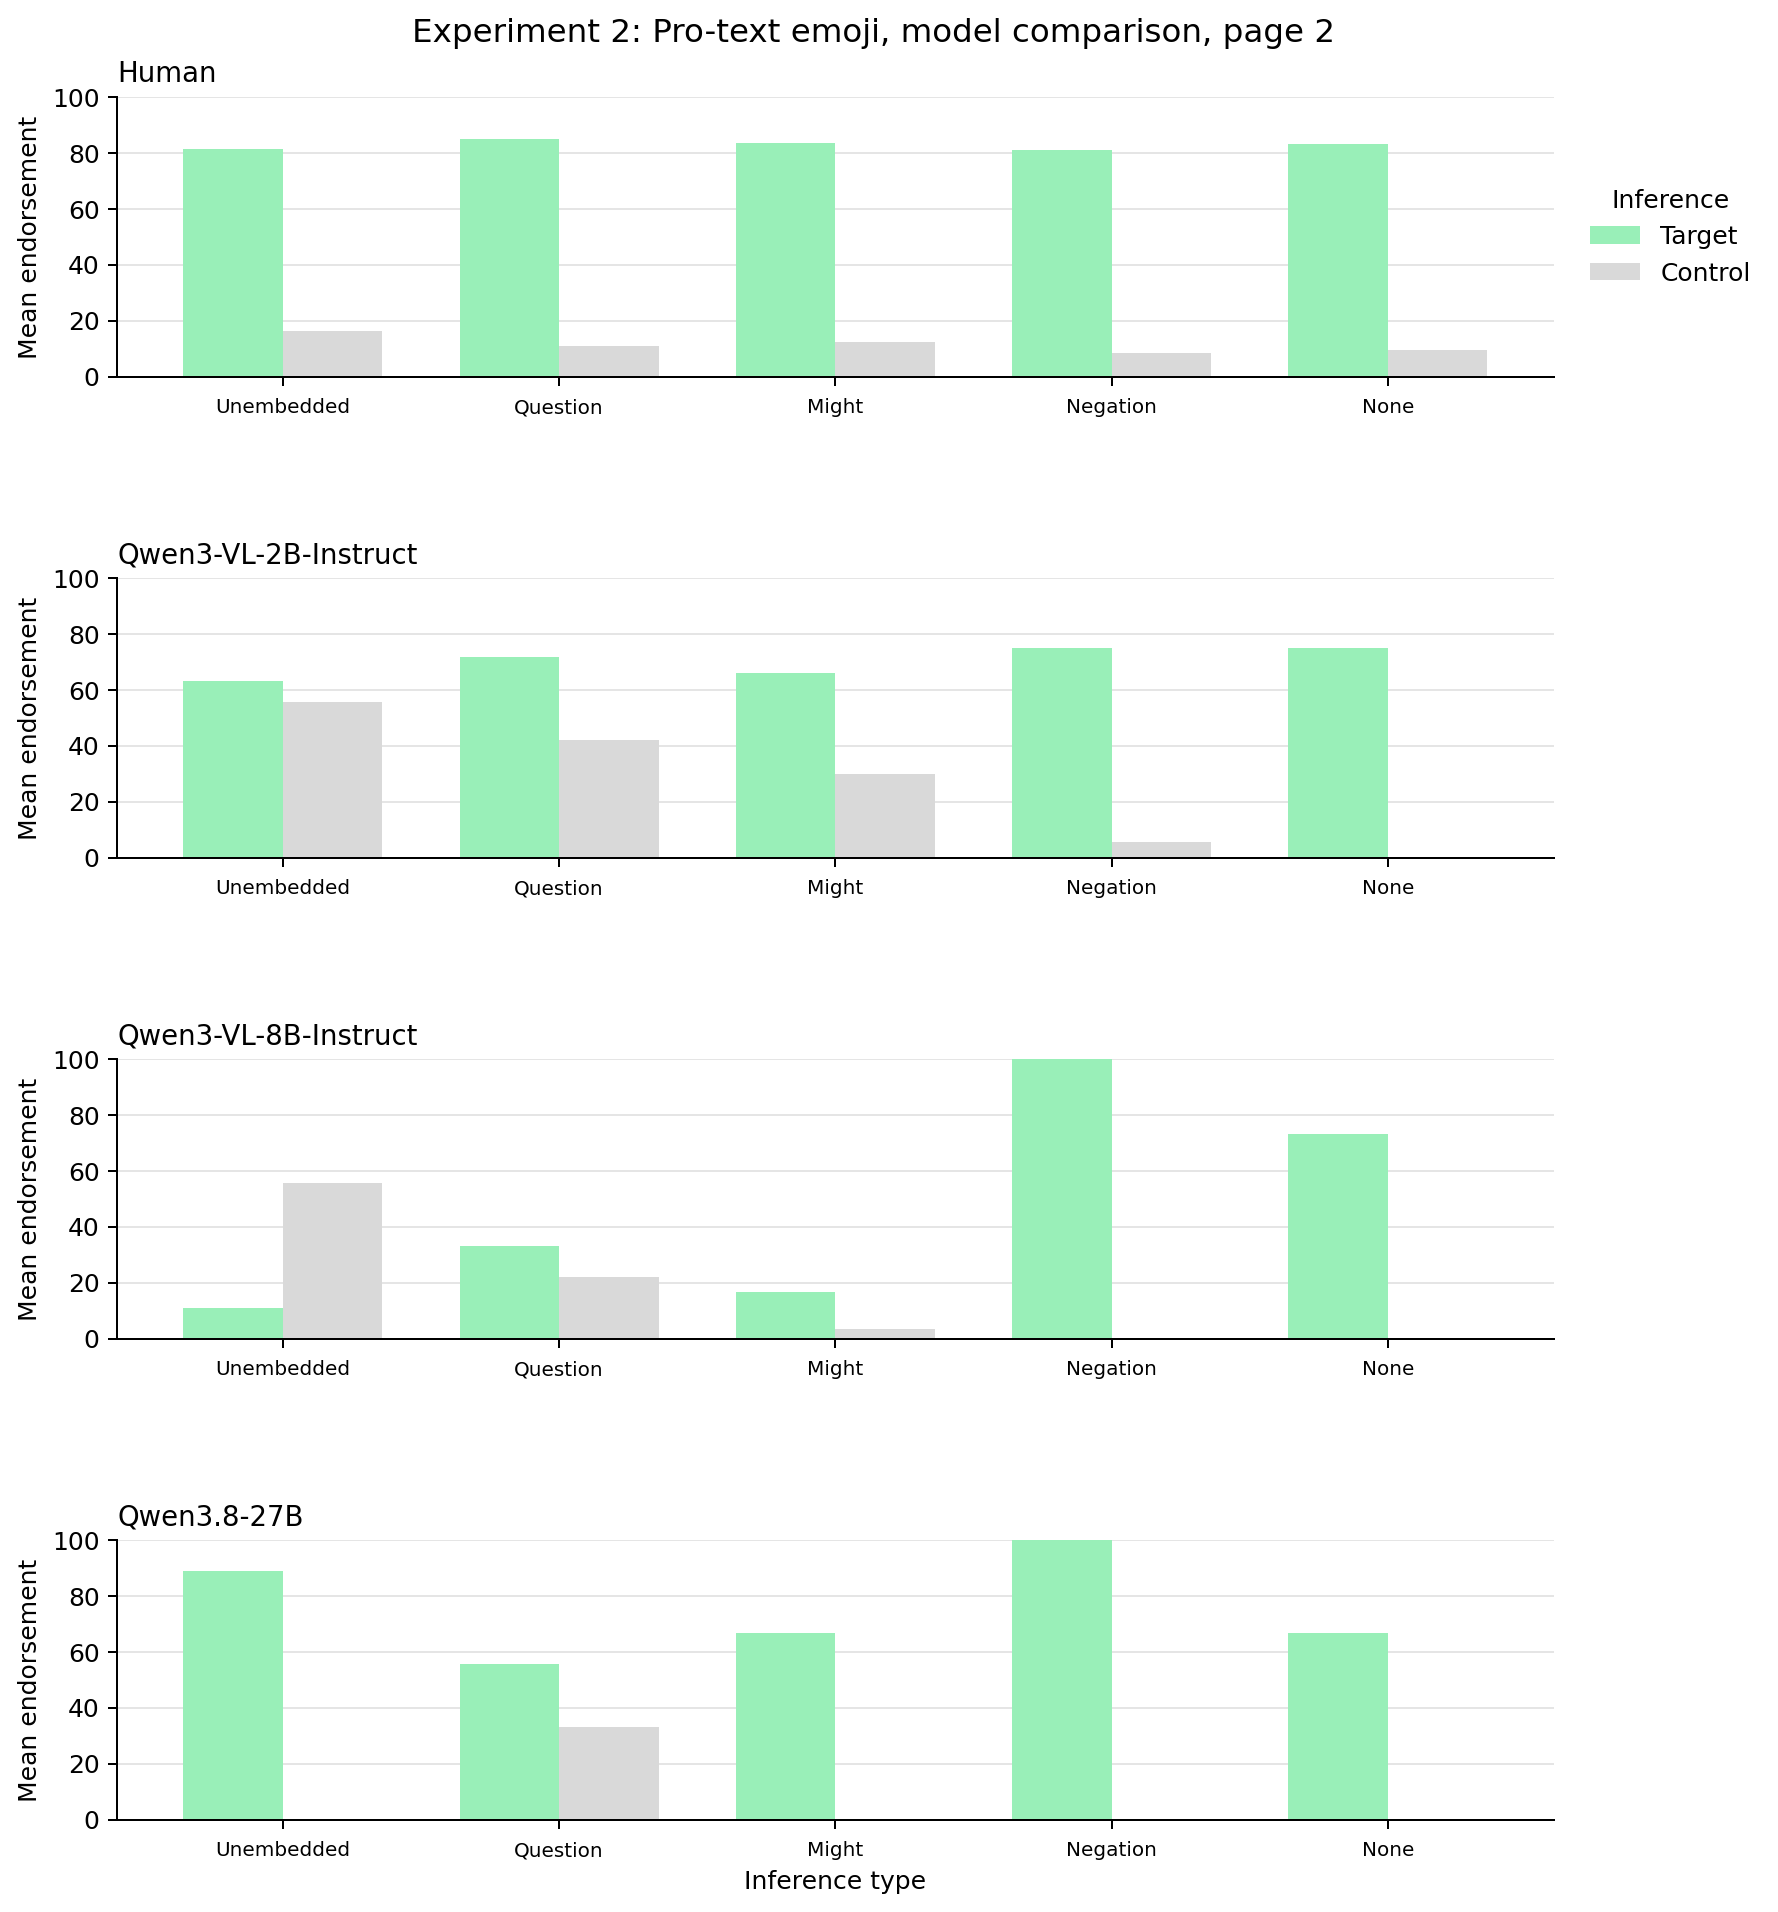 Experiment 2: Pro-text emoji, model comparison, page 2
Human
Mean endorsement
100
80
60
40
20
0
Unembedded Question Might Negation None
Inference
Target
Control
Qwen3-VL-2B-Instruct
Mean endorsement
100
80
60
40
20
0
Unembedded Question Might Negation None
Qwen3-VL-8B-Instruct
Mean endorsement
100
80
60
40
20
0
Unembedded Question Might Negation None
Qwen3.8-27B
Mean endorsement
100
80
60
40
20
0
Unembedded Question Might Negation None
Inference type